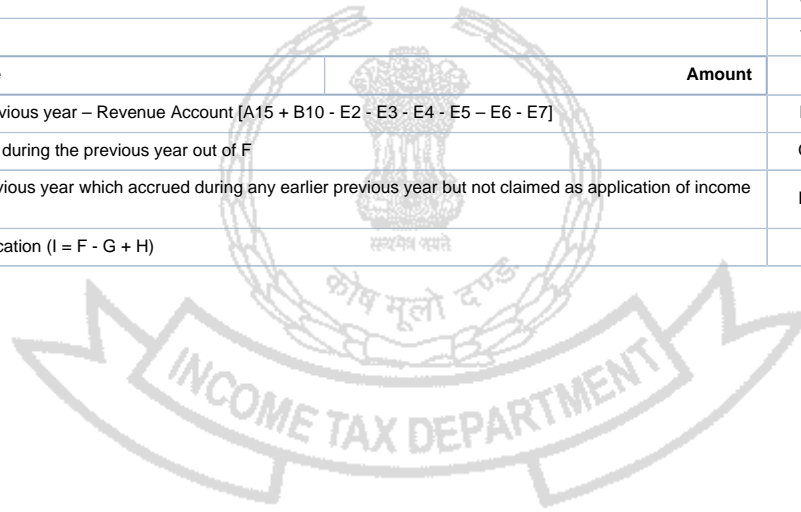 Amount
vious year – Revenue Account [A15 + B10 - E2 - E3 - E4 - E5 – E6 - E7]
during the previous year out of F
vious year which accrued during any earlier previous year but not claimed as application of income
cation (I = F - G + H)
सत्यमेव जयते
कोष मूलो दण्डः
INCOME TAX DEPARTMENT